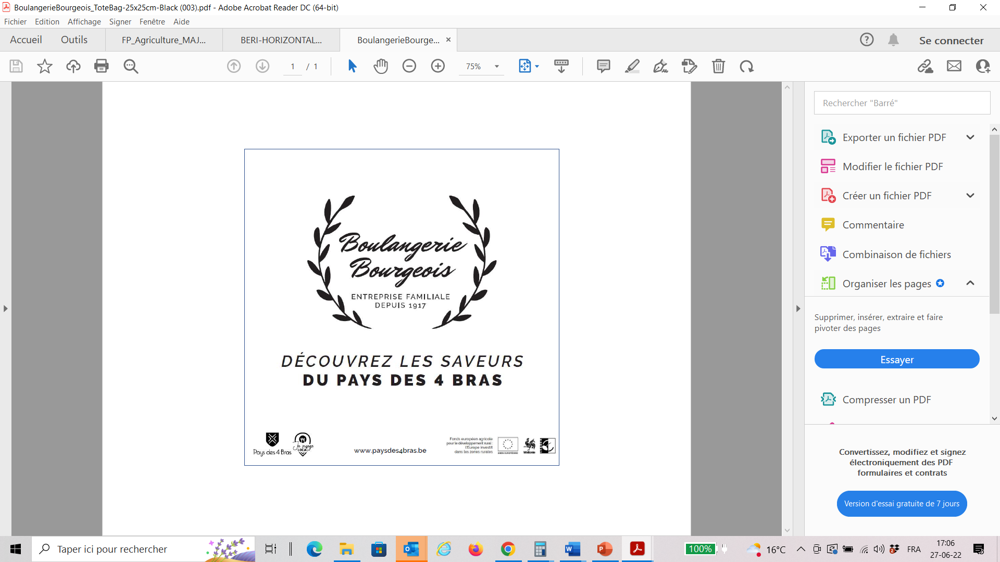 BoulangerieBourgeois_ToteBag-25x25cm-Black (003).pdf - Adobe Acrobat Reader DC (64-bit)
Fichier Edition Affichage Signer Fenêtre Aide
Accueil Outils FP_Agriculture_MAJ... BERI-HORIZONTAL... BoulangerieBourge... Se connecter
1 / 1 75%
Rechercher "Barré"
Exporter un fichier PDF
Modifier le fichier PDF
Créer un fichier PDF
Commentaire
Combinaison de fichiers
Organiser les pages
Supprimer, insérer, extraire et faire
pivoter des pages
Essayer
Compresser un PDF
Convertissez, modifiez et signez
électroniquement des PDF
formulaires et contrats
Version d'essai gratuite de 7 jours
Boulangerie
Bourgeois
ENTREPRISE FAMILIALE
DEPUIS 1917
DÉCOUVREZ LES SAVEURS
DU PAYS DES 4 BRAS
Pays des 4 Bras
Je mange
LOCAL
www.paysdes4bras.be
Fonds européen agricole
pour le développement rural :
l'Europe investit
dans les zones rurales
UNION EUROPÉENNE
Wallonie
Taper ici pour rechercher
100% 16°C FRA
17:06
27-06-22